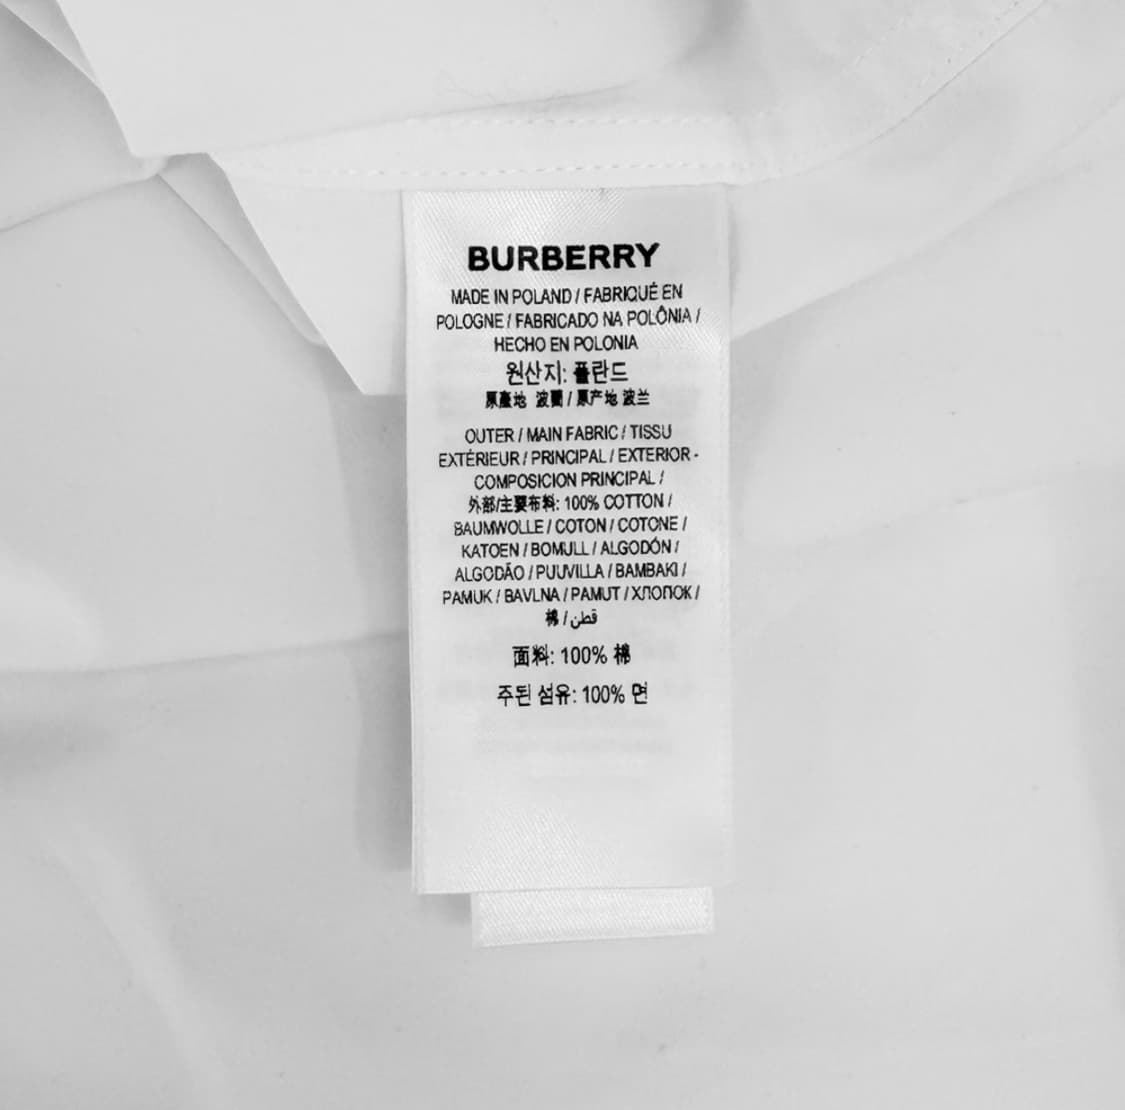 BURBERRY
MADE IN POLAND / FABRIQUÉ EN
POLOGNE / FABRICADO NA POLÔNIA /
HECHO EN POLONIA
원산지: 폴란드
原產地 波蘭 / 原产地 波兰
OUTER / MAIN FABRIC / TISSU
EXTÉRIEUR / PRINCIPAL / EXTERIOR -
COMPOSICION PRINCIPAL /
外部/主要布料: 100% COTTON /
BAUMWOLLE / COTON / COTONE /
KATOEN / BOMULL / ALGODÓN /
ALGODÃO / PUUVILLA / BAMBAKI /
PAMUK / BAVLNA / PAMUT / ХЛОПОК /
棉 / قطن
面料: 100% 棉
주된 섬유: 100% 면